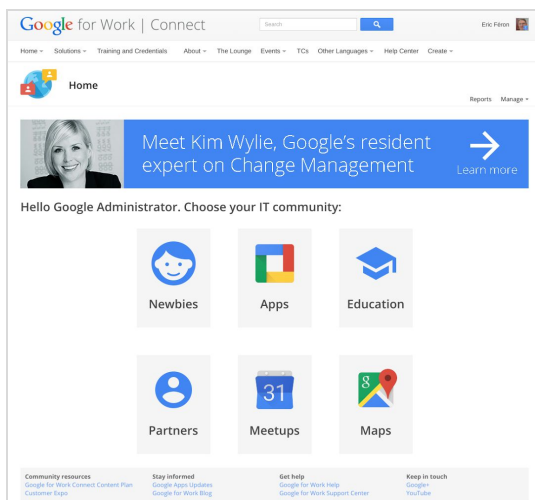 Google for Work | Connect
Search
Eric Féron
Home Solutions Training and Credentials About The Lounge Events TCs Other Languages Help Center Create
Home
Reports Manage
Meet Kim Wylie, Google's resident
expert on Change Management
Learn more
Hello Google Administrator. Choose your IT community:
Newbies Apps Education
31
8
Partners Meetups Maps
Community resources Stay informed Get help Keep in touch
Google for Work Connect Content Plan Google Apps Updates Google for Work Help Google+
Customer Expo Google for Work Blog Google for Work Support Center YouTube